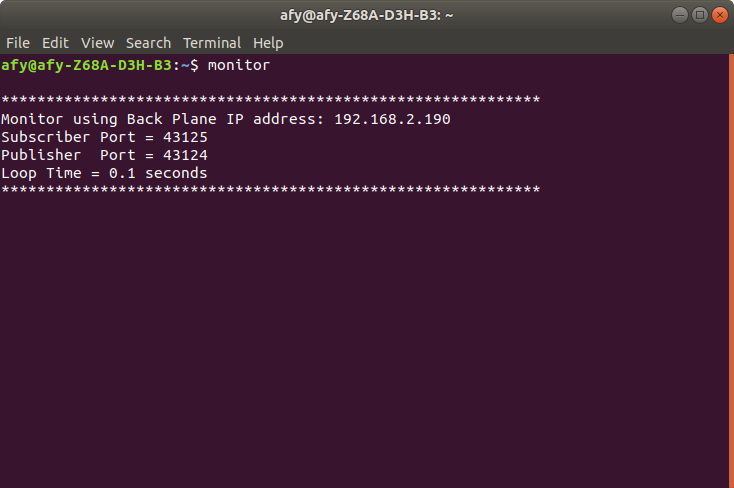 afy@afy-Z68A-D3H-B3: ~
File Edit View Search Terminal Help
afy@afy-Z68A-D3H-B3:~$ monitor
************************************************************
Monitor using Back Plane IP address: 192.168.2.190
Subscriber Port = 43125
Publisher  Port = 43124
Loop Time = 0.1 seconds
************************************************************